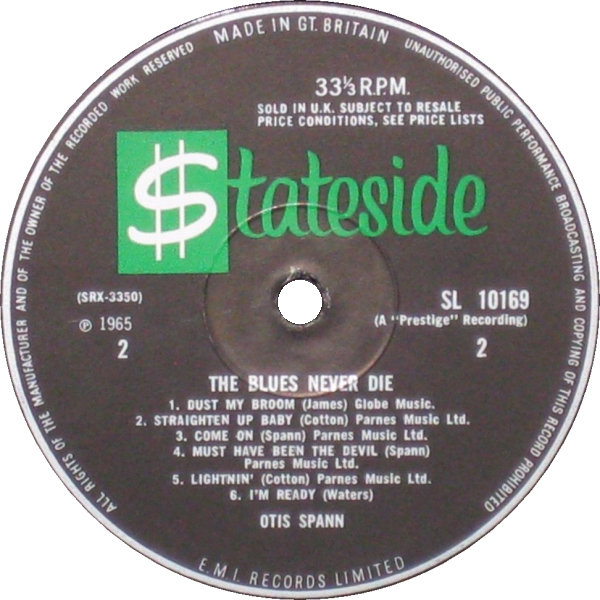 MADE IN GT. BRITAIN
UNAUTHORISED PUBLIC PERFORMANCE BROADCASTING AND COPYING OF THIS RECORD PROHIBITED
ALL RIGHTS OF THE MANUFACTURER AND OF THE OWNER OF THE RECORDED WORK RESERVED
33⅓ R.P.M.
SOLD IN U.K. SUBJECT TO RESALE
PRICE CONDITIONS, SEE PRICE LISTS
$tateside
(SRX-3350)
℗ 1965
2
SL 10169
(A "Prestige" Recording)
2
THE BLUES NEVER DIE
1. DUST MY BROOM (James) Globe Music.
2. STRAIGHTEN UP BABY (Cotton) Parnes Music Ltd.
3. COME ON (Spann) Parnes Music Ltd.
4. MUST HAVE BEEN THE DEVIL (Spann)
Parnes Music Ltd.
5. LIGHTNIN' (Cotton) Parnes Music Ltd.
6. I'M READY (Waters)
OTIS SPANN
E.M.I. RECORDS LIMITED